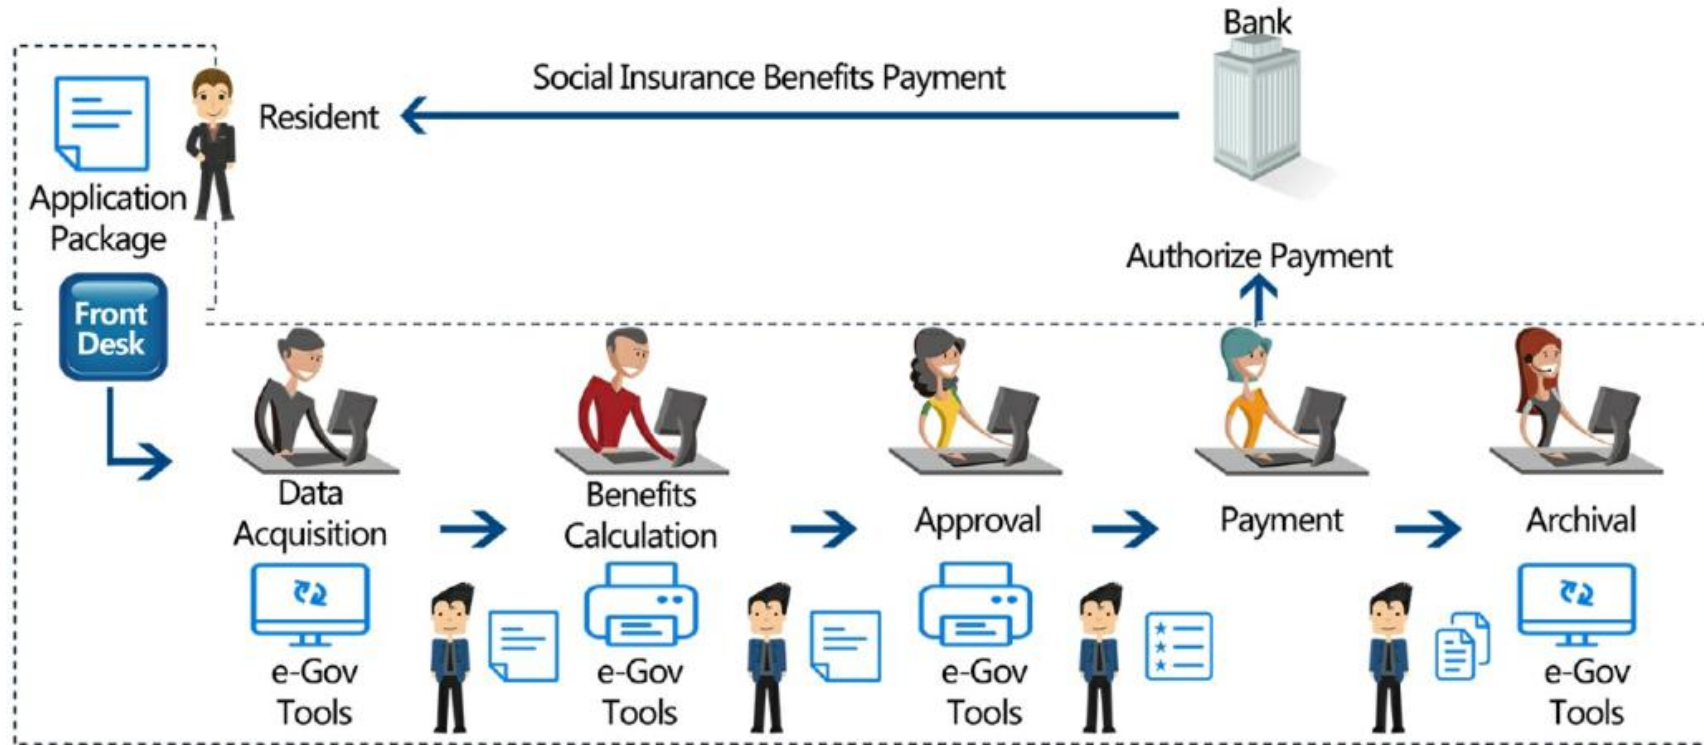 Bank
Social Insurance Benefits Payment
Resident
Application
Package
Authorize Payment
Front
Desk
Data
Acquisition
Benefits
Calculation
Approval
Payment
Archival
e-Gov
Tools
e-Gov
Tools
e-Gov
Tools
e-Gov
Tools